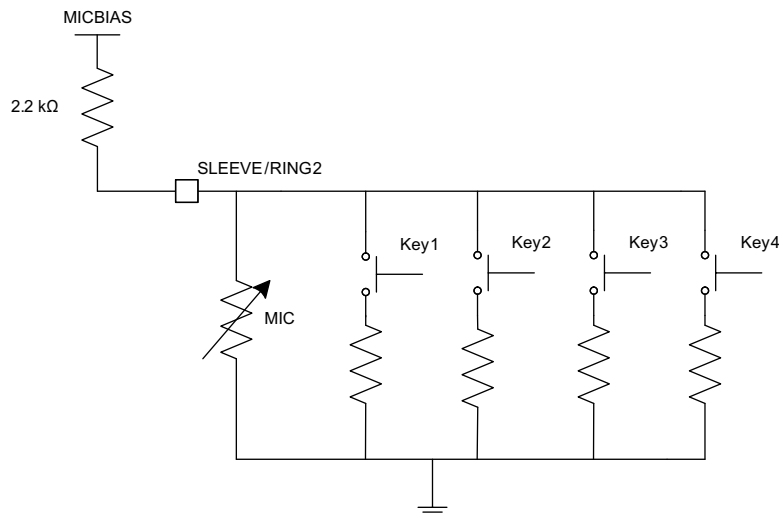 MICBIAS
2.2 kΩ
SLEEVE/RING2
Key1
Key2
Key3
Key4
MIC